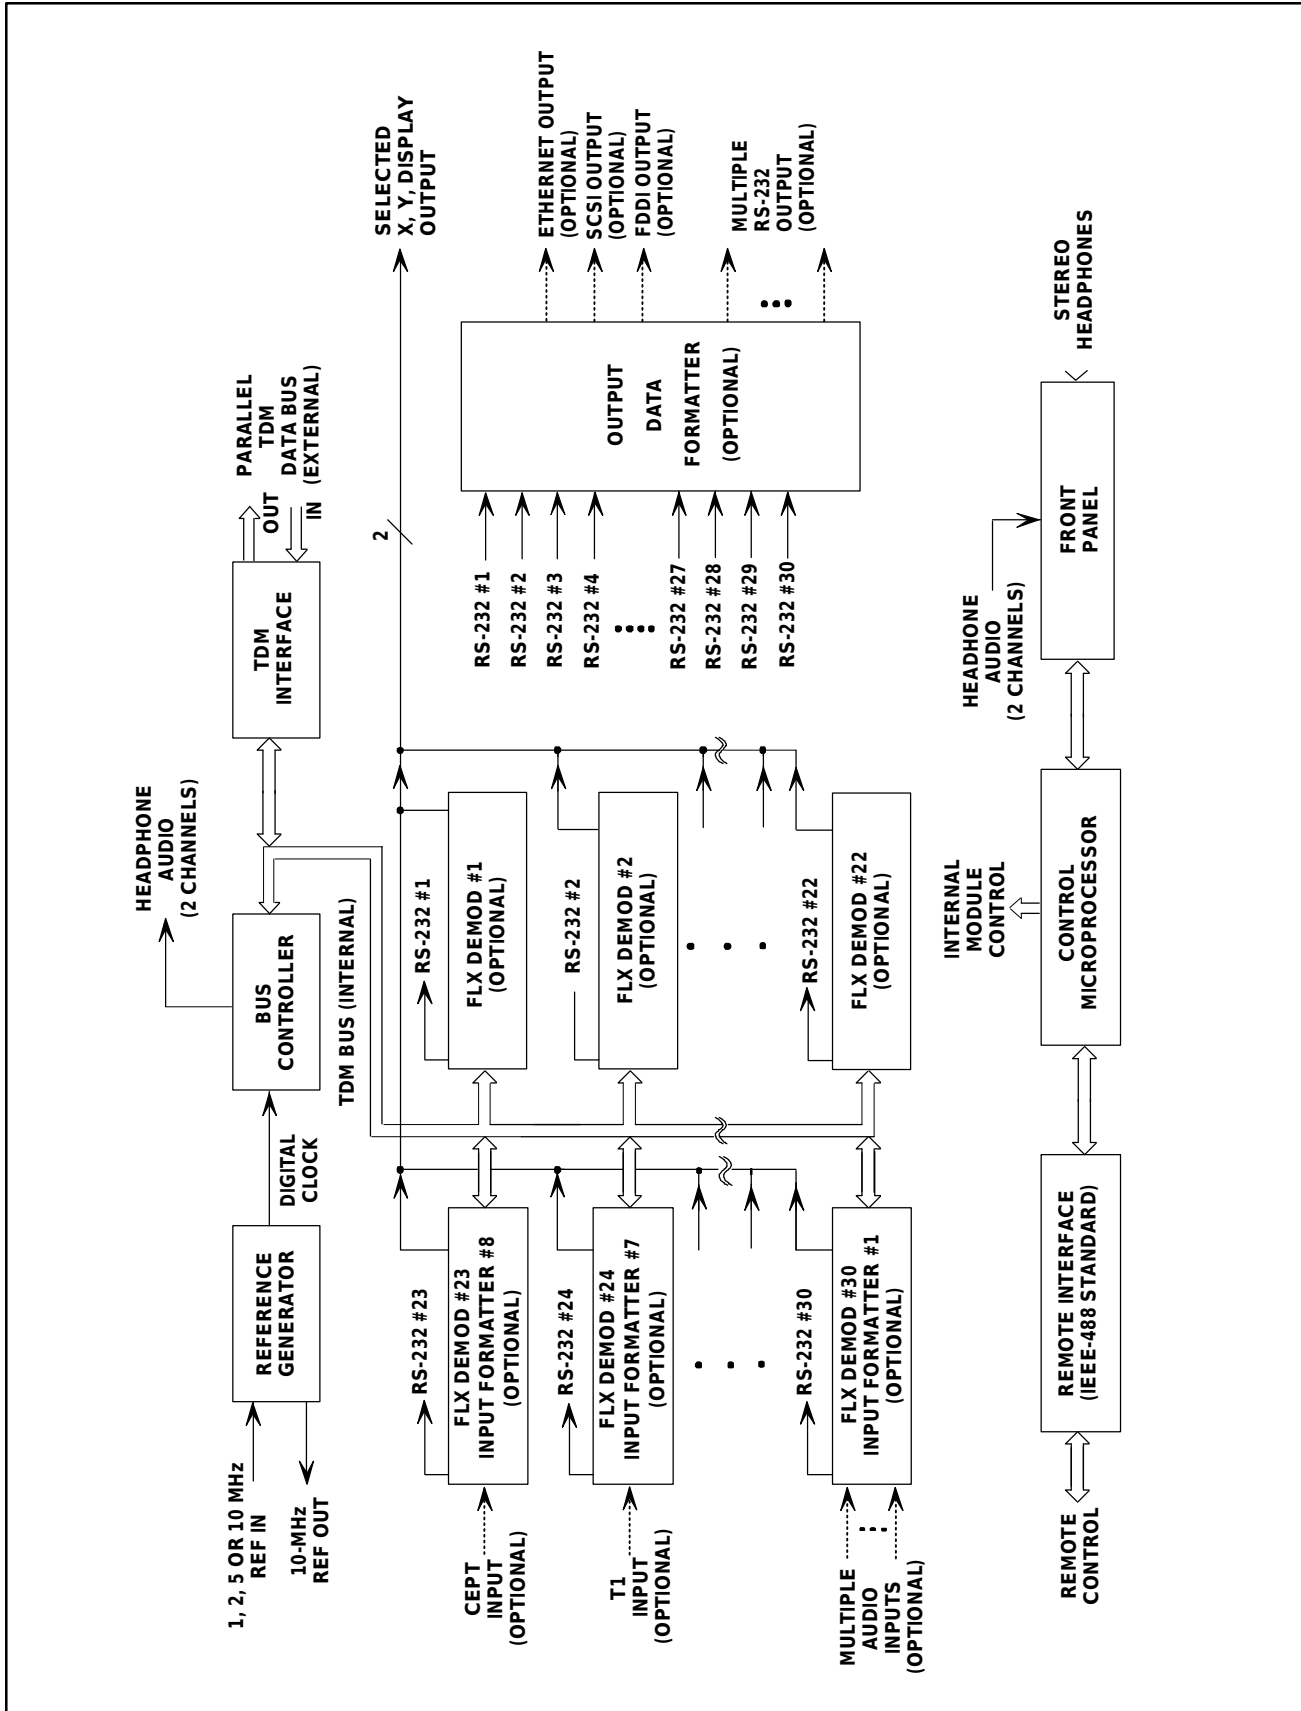 1, 2, 5 OR 10 MHz
REF IN
10-MHz
REF OUT
REFERENCE
GENERATOR
DIGITAL
CLOCK
BUS
CONTROLLER
HEADPHONE
AUDIO
(2 CHANNELS)
TDM BUS (INTERNAL)
TDM
INTERFACE
OUT
IN
PARALLEL
TDM
DATA BUS
(EXTERNAL)
2
SELECTED
X, Y, DISPLAY
OUTPUT
CEPT
INPUT
(OPTIONAL)
RS-232 #23
FLX DEMOD #23
INPUT FORMATTER #8
(OPTIONAL)
T1
INPUT
(OPTIONAL)
RS-232 #24
FLX DEMOD #24
INPUT FORMATTER #7
(OPTIONAL)
MULTIPLE
AUDIO
INPUTS
(OPTIONAL)
RS-232 #30
FLX DEMOD #30
INPUT FORMATTER #1
(OPTIONAL)
RS-232 #1
FLX DEMOD #1
(OPTIONAL)
RS-232 #2
FLX DEMOD #2
(OPTIONAL)
RS-232 #22
FLX DEMOD #22
(OPTIONAL)
RS-232 #1
RS-232 #2
RS-232 #3
RS-232 #4
RS-232 #27
RS-232 #28
RS-232 #29
RS-232 #30
OUTPUT
DATA
FORMATTER
(OPTIONAL)
ETHERNET OUTPUT
(OPTIONAL)
SCSI OUTPUT
(OPTIONAL)
FDDI OUTPUT
(OPTIONAL)
MULTIPLE
RS-232
OUTPUT
(OPTIONAL)
REMOTE
CONTROL
REMOTE INTERFACE
(IEEE-488 STANDARD)
INTERNAL
MODULE
CONTROL
CONTROL
MICROPROCESSOR
HEADHONE
AUDIO
(2 CHANNELS)
FRONT
PANEL
STEREO
HEADPHONES